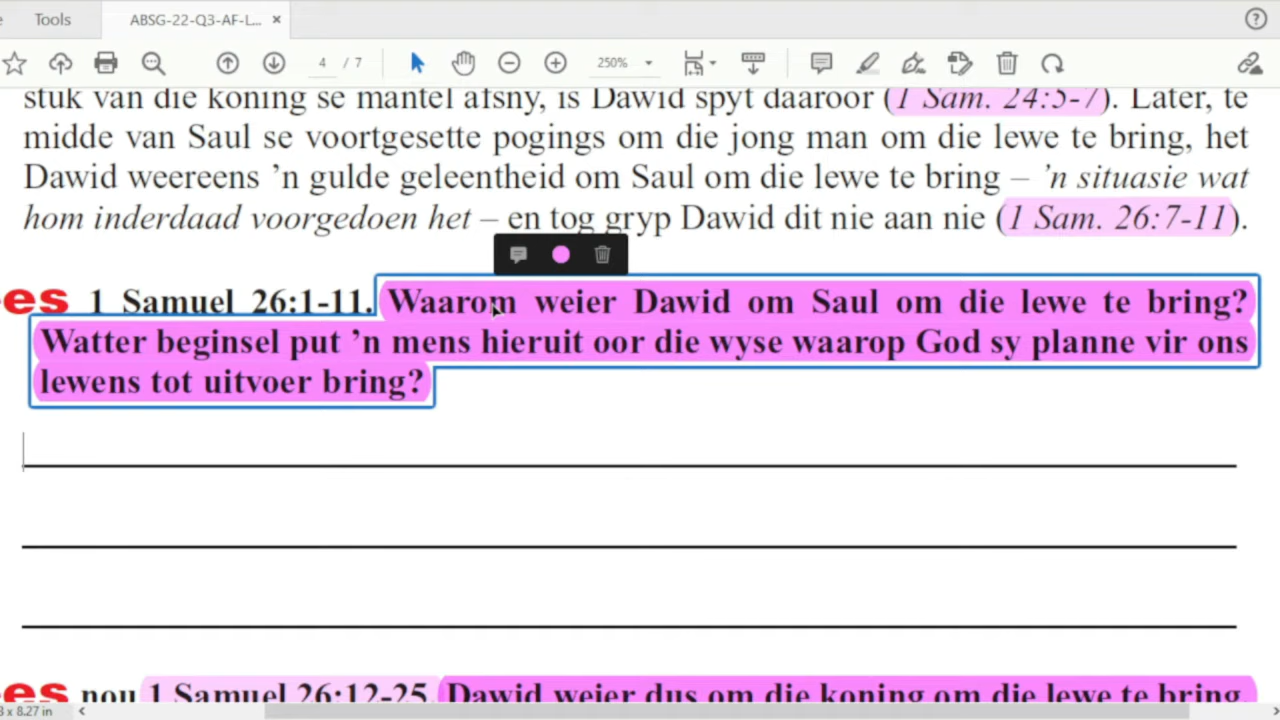 Tools
ABSG-22-Q3-AF-L...
4 / 7
250%
stuk van die koning se mantel afsny, is Dawid spyt daaroor (1 Sam. 24:5-7). Later, te
midde van Saul se voortgesette pogings om die jong man om die lewe te bring, het
Dawid weereens ’n gulde geleentheid om Saul om die lewe te bring – ’n situasie wat
hom inderdaad voorgedoen het – en tog gryp Dawid dit nie aan nie (1 Sam. 26:7-11).
es 1 Samuel 26:1-11. Waarom weier Dawid om Saul om die lewe te bring?
Watter beginsel put ’n mens hieruit oor die wyse waarop God sy planne vir ons
lewens tot uitvoer bring?
es nou 1 Samuel 26:12-25. Dawid weier dus om die koning om die lewe te bring
x 8.27 in